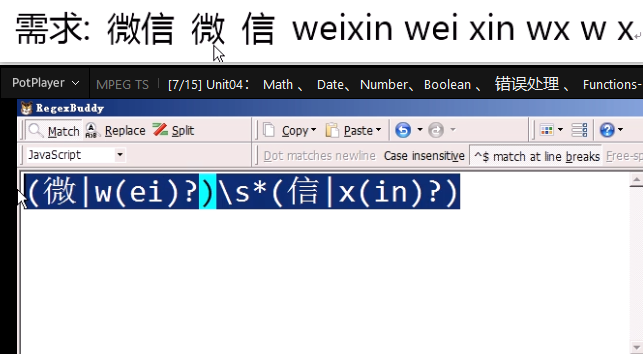 需求: 微信 微 信 weixin wei xin wx w x
PotPlayer MPEG TS [7/15] Unit04: Math 、 Date、Number、Boolean 、 错误处理 、 Functions-
RegexBuddy
Match Replace Split Copy Paste
JavaScript Dot matches newline Case insensitive ^$ match at line breaks Free-sp
(微|w(ei)?)\s*(信|x(in)?)